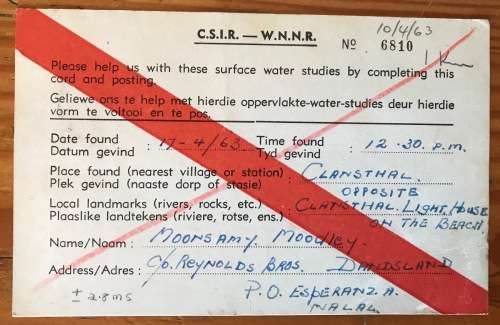 10/4/63
C.S.I.R. — W.N.N.R. No 6810
1 Km
Please help us with these surface water studies by completing this
card and posting.
Geliewe ons te help met hierdie oppervlakte-water-studies deur hierdie
vorm te voltooi en te pos.
Date found : 17-4/63 Time found : 12.30. p.m.
Datum gevind Tyd gevind
Place found (nearest village or station) : CLANSTHAL
Plek gevind (naaste dorp of stasie)
OPPOSITE
Local landmarks (rivers, rocks, etc.) : CLANSTHAL LIGHT HOUSE
Plaaslike landtekens (riviere, rotse, ens.) ON THE BEACH
Name/Naam : MOONSAMY MOODLEY.
Address/Adres : C/o. REYNOLDS BROS. DANDSLAND
± 2.8 ms P.O. ESPERANZA.
NATAL